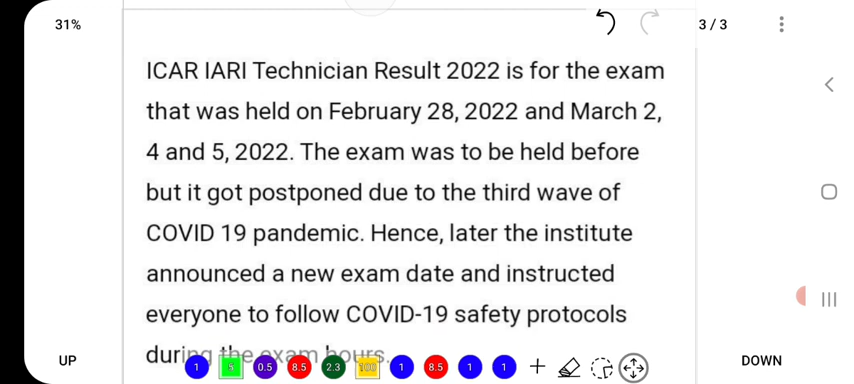 31%
3 / 3
ICAR IARI Technician Result 2022 is for the exam
that was held on February 28, 2022 and March 2,
4 and 5, 2022. The exam was to be held before
but it got postponed due to the third wave of
COVID 19 pandemic. Hence, later the institute
announced a new exam date and instructed
everyone to follow COVID-19 safety protocols
during the exam hours.
UP
1 5 0.5 8.5 2.3 100 1 8.5 1 1
DOWN